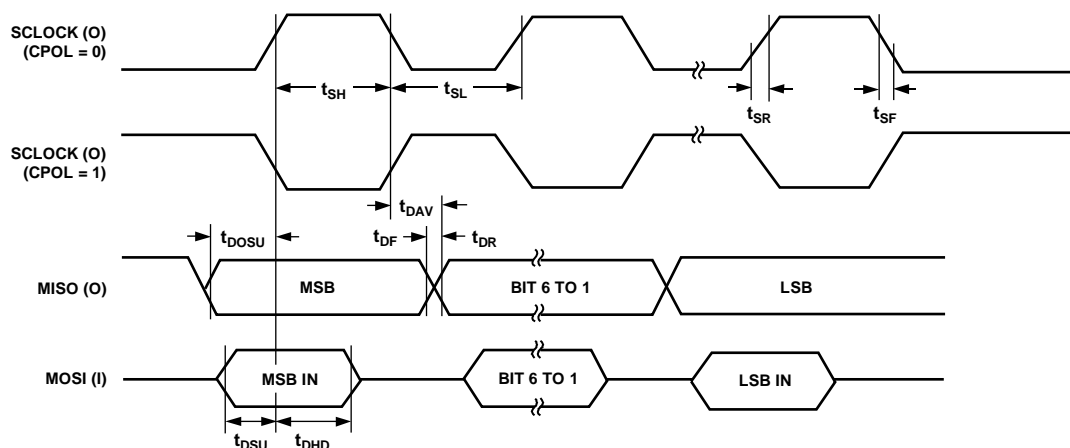 SCLOCK (O)
(CPOL = 0)
tSH
tSL
tSR
tSF
SCLOCK (O)
(CPOL = 1)
tDAV
tDOSU
tDF
tDR
MISO (O)
MSB
BIT 6 TO 1
LSB
MOSI (I)
MSB IN
BIT 6 TO 1
LSB IN
tDSU
tDHD